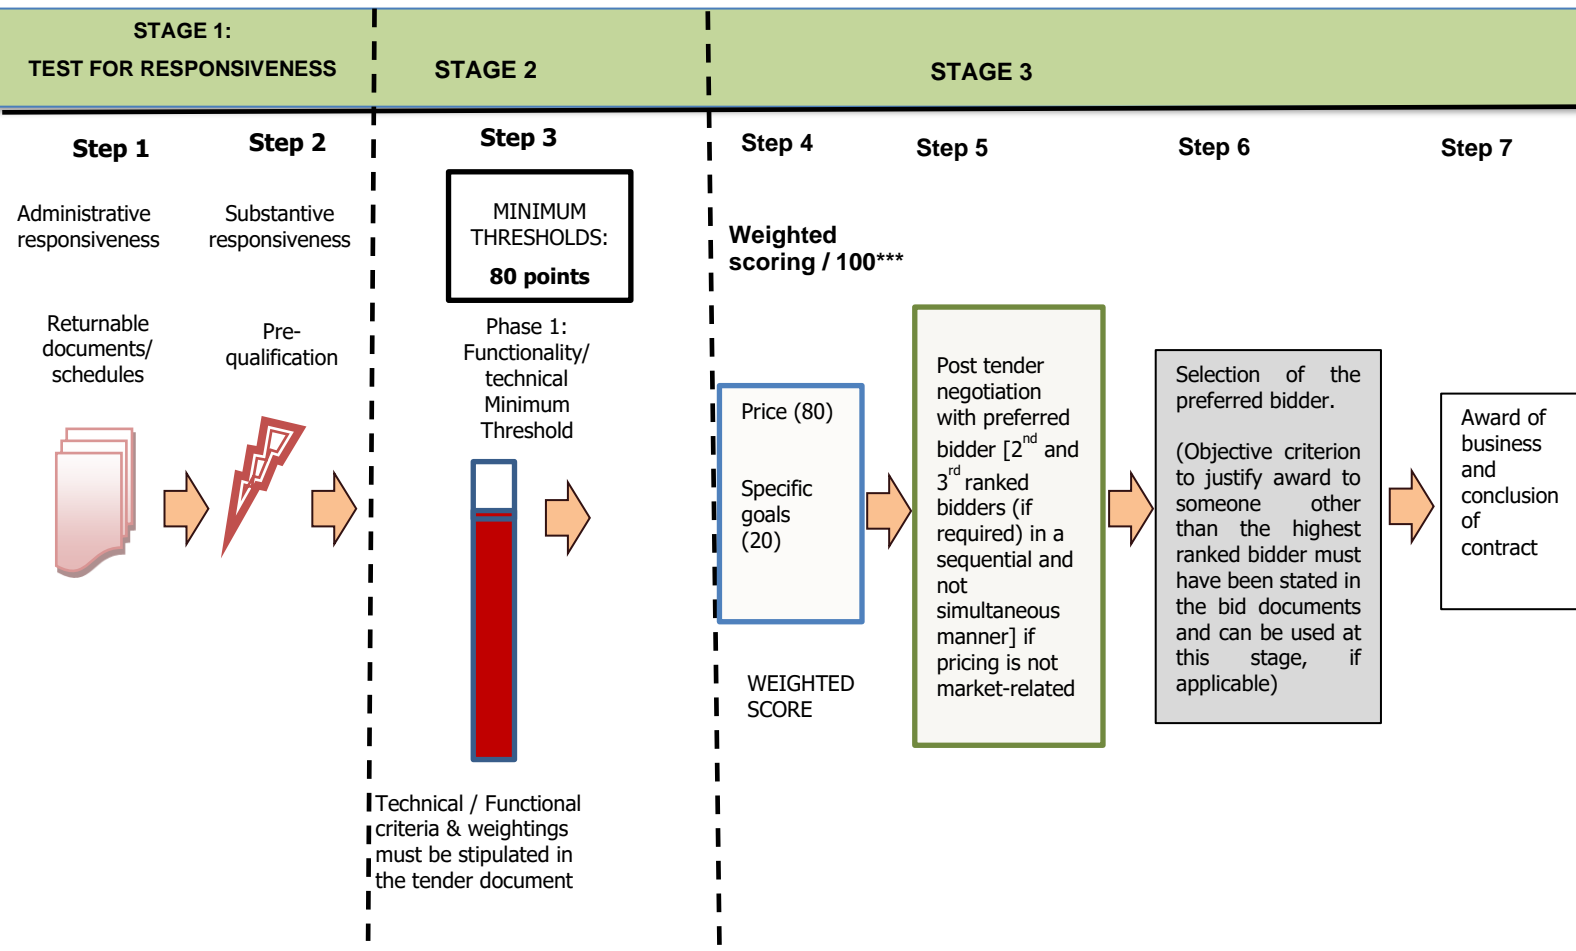 STAGE 1:
TEST FOR RESPONSIVENESS
STAGE 2
STAGE 3
Step 1
Step 2
Step 3
Step 4
Step 5
Step 6
Step 7
Administrative
responsiveness
Substantive
responsiveness
MINIMUM
THRESHOLDS:
80 points
Weighted
scoring / 100***
Returnable
documents/
schedules
Pre-
qualification
Phase 1:
Functionality/
technical
Minimum
Threshold
Price (80)
Specific
goals
(20)
WEIGHTED
SCORE
Post tender
negotiation
with preferred
bidder [2nd and
3rd ranked
bidders (if
required) in a
sequential and
not
simultaneous
manner] if
pricing is not
market-related
Selection of the
preferred bidder.
(Objective criterion
to justify award to
someone other
than the highest
ranked bidder must
have been stated in
the bid documents
and can be used at
this stage, if
applicable)
Award of
business
and
conclusion
of
contract
Technical / Functional
criteria & weightings
must be stipulated in
the tender document